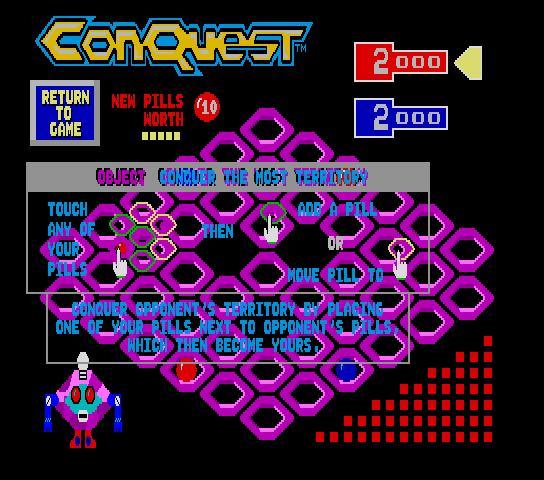 CONQUEST TM
2000
RETURN
TO
GAME
NEW PILLS
WORTH
'10
2000
OBJECT CONQUER THE MOST TERRITORY
TOUCH
ANY OF
YOUR
PILLS
THEN
ADD A PILL
OR
MOVE PILL TO
CONQUER OPPONENT'S TERRITORY BY PLACING
ONE OF YOUR PILLS NEXT TO OPPONENT'S PILLS,
WHICH THEN BECOME YOURS.